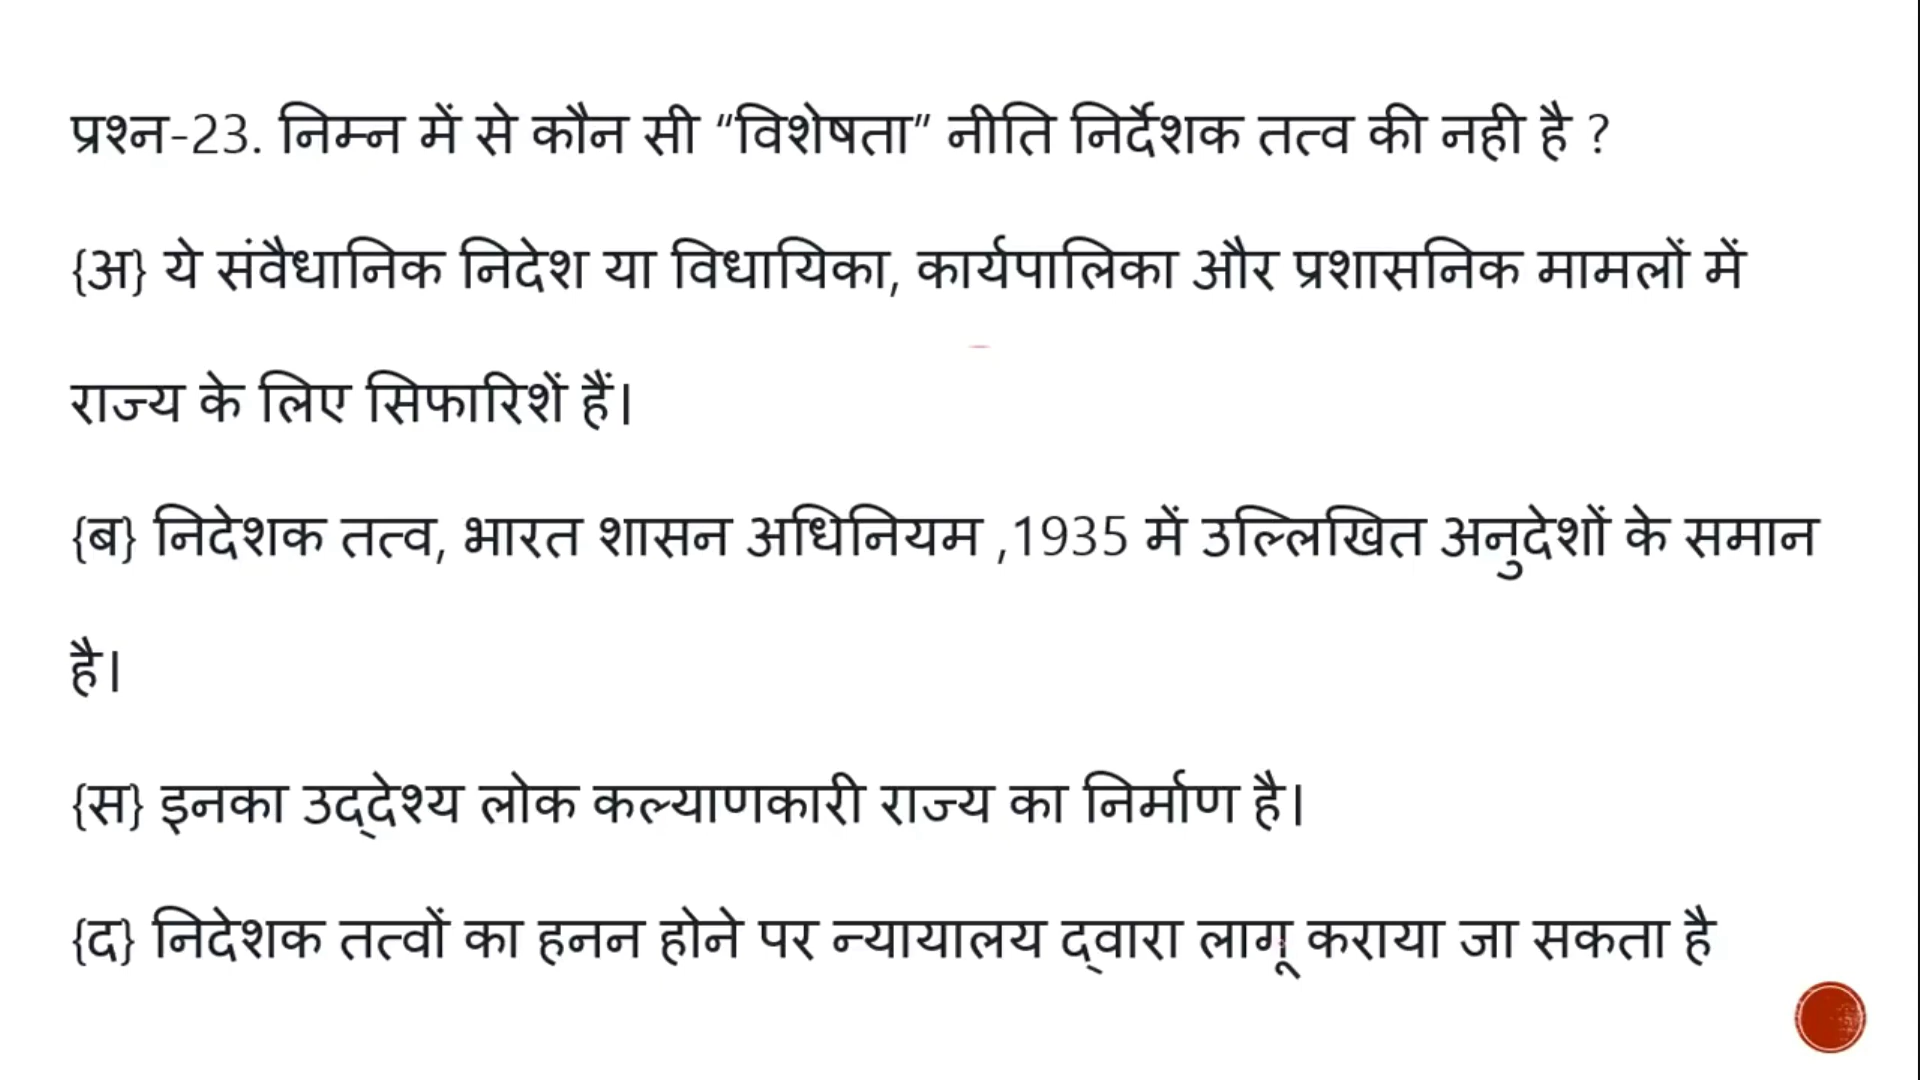 प्रश्न-23. निम्न में से कौन सी “विशेषता” नीति निर्देशक तत्व की नही है ?
{अ} ये संवैधानिक निदेश या विधायिका, कार्यपालिका और प्रशासनिक मामलों में
राज्य के लिए सिफारिशें हैं।
{ब} निदेशक तत्व, भारत शासन अधिनियम ,1935 में उल्लिखित अनुदेशों के समान
है।
{स} इनका उद्देश्य लोक कल्याणकारी राज्य का निर्माण है।
{द} निदेशक तत्वों का हनन होने पर न्यायालय द्वारा लागू कराया जा सकता है